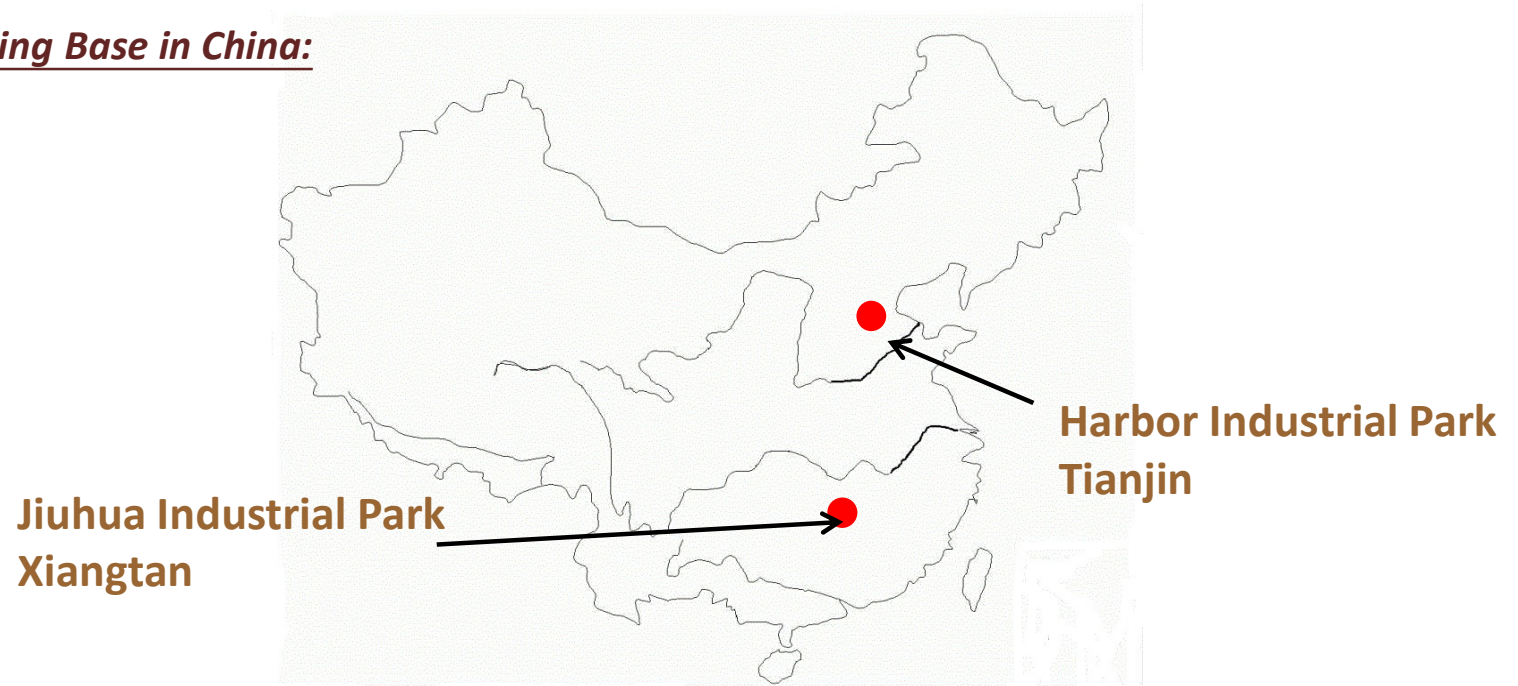 ing Base in China:
Harbor Industrial Park
Tianjin
Jiuhua Industrial Park
Xiangtan